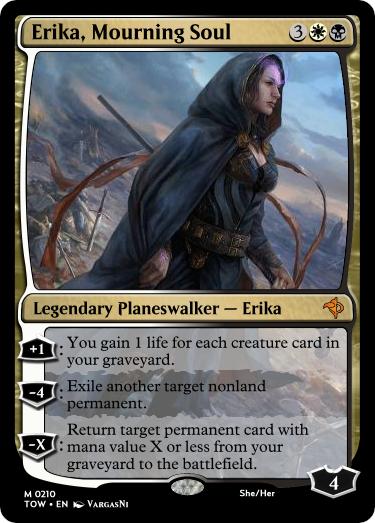 Erika, Mourning Soul 3
Legendary Planeswalker — Erika
+1: You gain 1 life for each creature card in
your graveyard.
-4: Exile another target nonland
permanent.
-X: Return target permanent card with
mana value X or less from your
graveyard to the battlefield.
4
M 0210
TOW • EN VARGASNI
She/Her